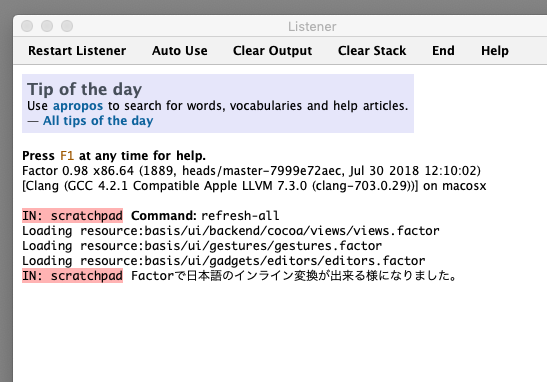 Listener
Restart Listener Auto Use Clear Output Clear Stack End Help
Tip of the day
Use apropos to search for words, vocabularies and help articles.
— All tips of the day
Press F1 at any time for help.
Factor 0.98 x86.64 (1889, heads/master-7999e72aec, Jul 30 2018 12:10:02)
[Clang (GCC 4.2.1 Compatible Apple LLVM 7.3.0 (clang-703.0.29))] on macosx
IN: scratchpad Command: refresh-all
Loading resource:basis/ui/backend/cocoa/views/views.factor
Loading resource:basis/ui/gestures/gestures.factor
Loading resource:basis/ui/gadgets/editors/editors.factor
IN: scratchpad Factorで日本語のインライン変換が出来る様になりました。